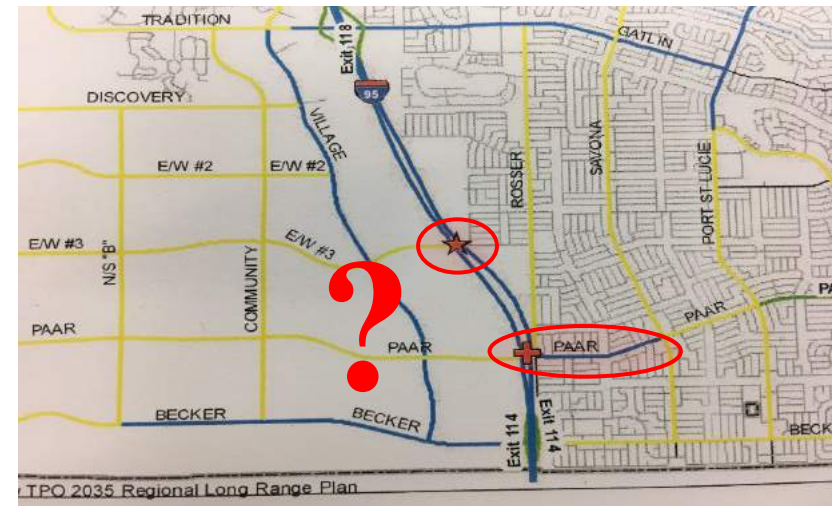 TRADITION
GATLIN
Exit 118
95
DISCOVERY
VILLAGE
E/W #2
E/W #2
ROSSER
SAVONA
PORT ST LUCIE
E/W #3
E/W #3
N/S "B"
COMMUNITY
?
PAAR
PAAR
PAAR
PAAR
PA
BECKER
BECKER
Exit 114
Exit 114
BECK
TPO 2035 Regional Long Range Plan